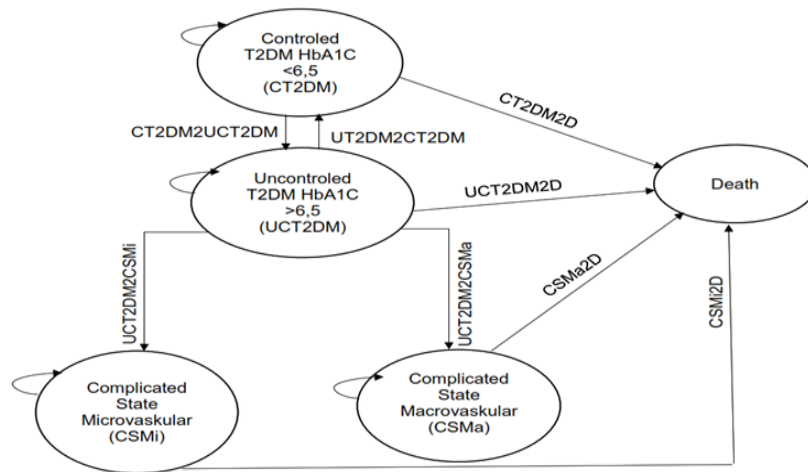 Controled
T2DM HbA1C
<6,5
(CT2DM)
CT2DM2D
CT2DM2UCT2DM
UT2DM2CT2DM
Uncontroled
T2DM HbA1C
>6,5
(UCT2DM)
UCT2DM2D
Death
UCT2DM2CSMi
UCT2DM2CSMa
CSMa2D
CSMi2D
Complicated
State
Microvaskular
(CSMi)
Complicated
State
Macrovaskular
(CSMa)